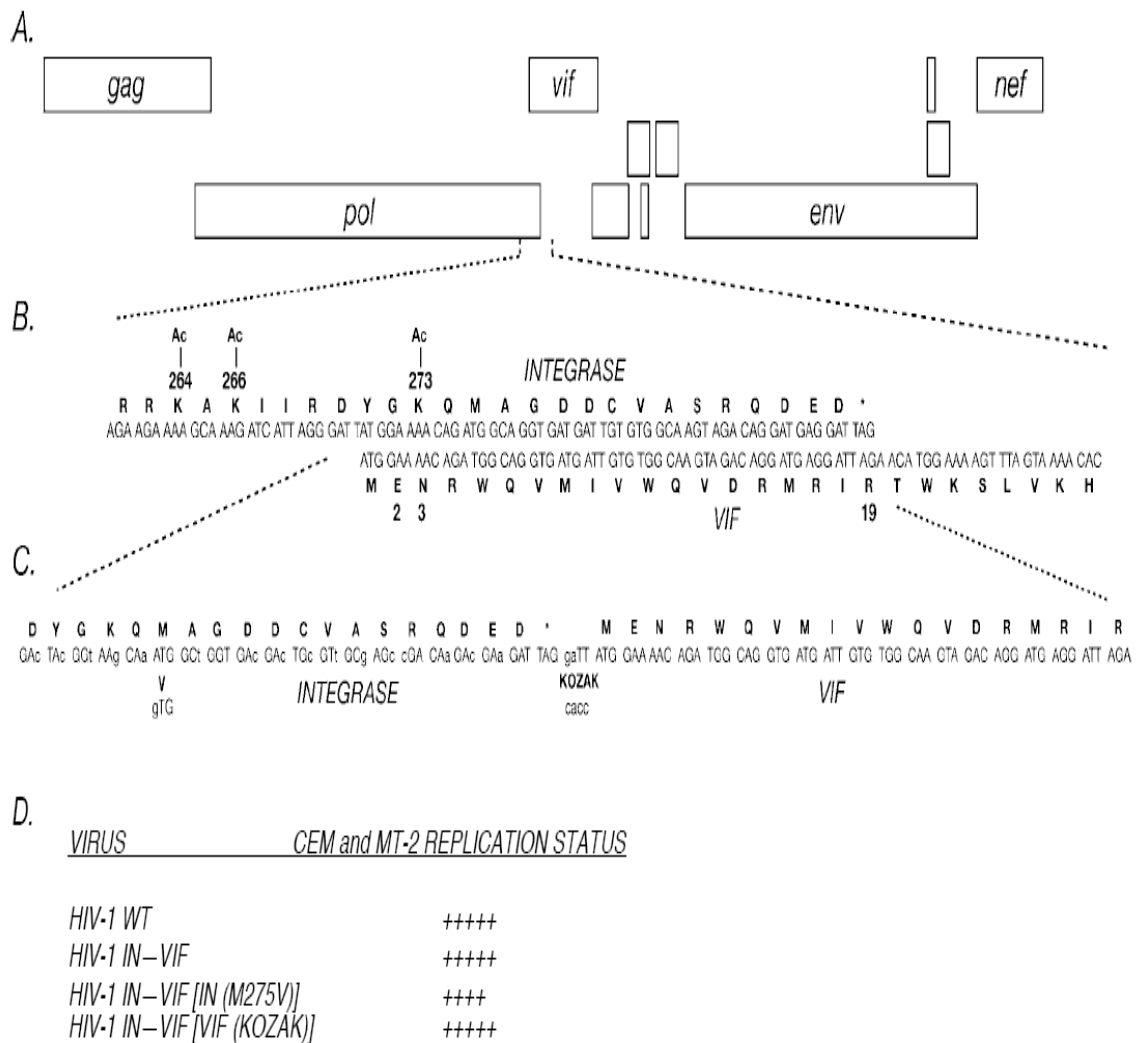 A.
gag vif nef
pol env
B.
Ac Ac Ac
264 266 273 INTEGRASE
R R K A K I I R D Y G K Q M A G D D C V A S R Q D E D *
AGA AGA AAA GCA AAG ATC ATT AGG GAT TAT GGA AAA CAG ATG GCA GGT GAT GAT TGT GTG GCA AGT AGA CAG GAT GAG GAT TAG
ATG GAA AAC AGA TGG CAG GTG ATG ATT GTG TGG CAA GTA GAC AGG ATG AGG ATT AGA ACA TGG AAA AGT TTA GTA AAA CAC
M E N R W Q V M I V W Q V D R M R I R T W K S L V K H
2 3 VIF 19
C.
D Y G K Q M A G D D C V A S R Q D E D * M E N R W Q V M I V W Q V D R M R I R
GAc TAc GGt AAg CAa ATG GCt GGT GAc GAc TGc GTt GCg AGc cGA CAa GAc GAa GAT TAG gaTT ATG GAA AAC AGA TGG CAG GTG ATG ATT GTG TGG CAA GTA GAC AGG ATG AGG ATT AGA
V INTEGRASE KOZAK VIF
gTG cacc
D.
VIRUS CEM and MT-2 REPLICATION STATUS
HIV-1 WT +++++
HIV-1 IN–VIF +++++
HIV-1 IN–VIF [IN (M275V)] ++++
HIV-1 IN–VIF [VIF (KOZAK)] +++++